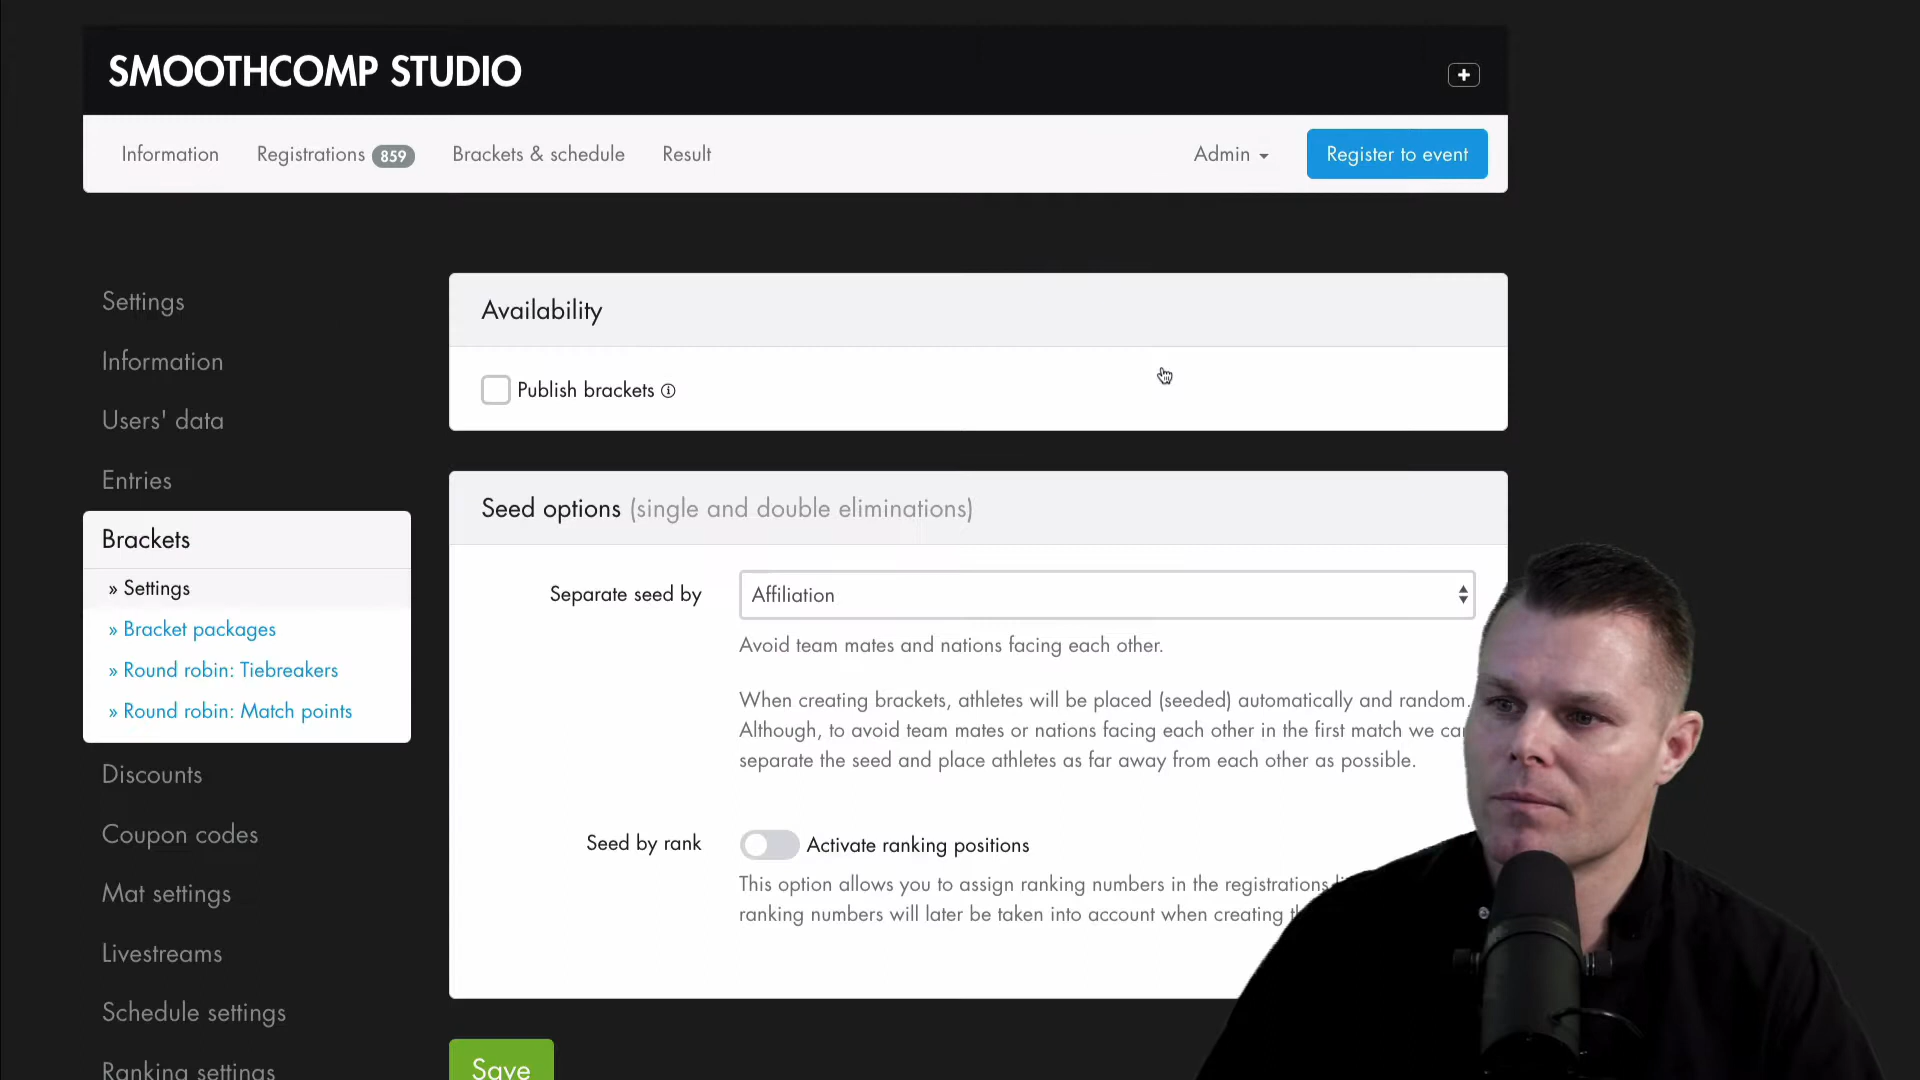 SMOOTHCOMP STUDIO
Information
Registrations 859
Brackets & schedule
Result
Admin
Register to event
Settings
Information
Users' data
Entries
Brackets
» Settings
» Bracket packages
» Round robin: Tiebreakers
» Round robin: Match points
Discounts
Coupon codes
Mat settings
Livestreams
Schedule settings
Ranking settings
Availability
Publish brackets
Seed options (single and double eliminations)
Separate seed by
Affiliation
Avoid team mates and nations facing each other.
When creating brackets, athletes will be placed (seeded) automatically and random.
Although, to avoid team mates or nations facing each other in the first match we can
separate the seed and place athletes as far away from each other as possible.
Seed by rank
Activate ranking positions
This option allows you to assign ranking numbers in the registrations
ranking numbers will later be taken into account when creating
Save